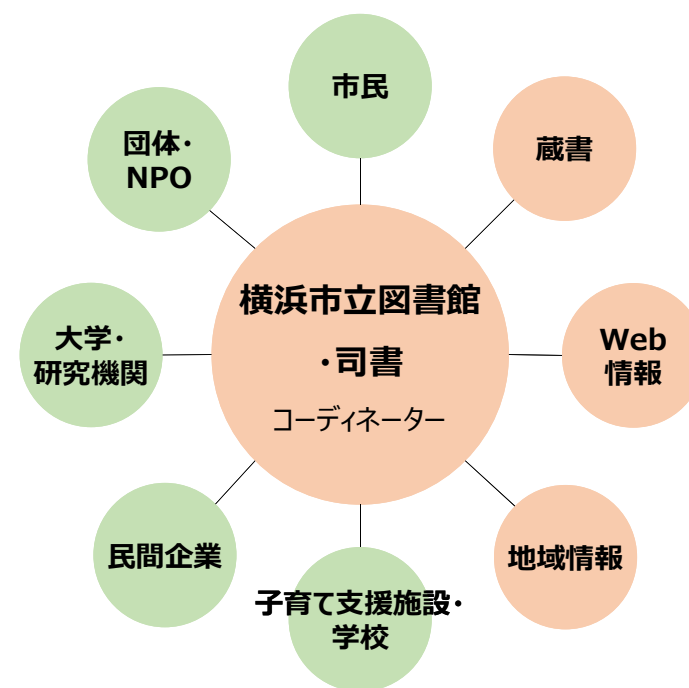 市民
団体・
NPO
蔵書
横浜市立図書館
・司書
コーディネーター
大学・
研究機関
Web
情報
民間企業
地域情報
子育て支援施設・
学校